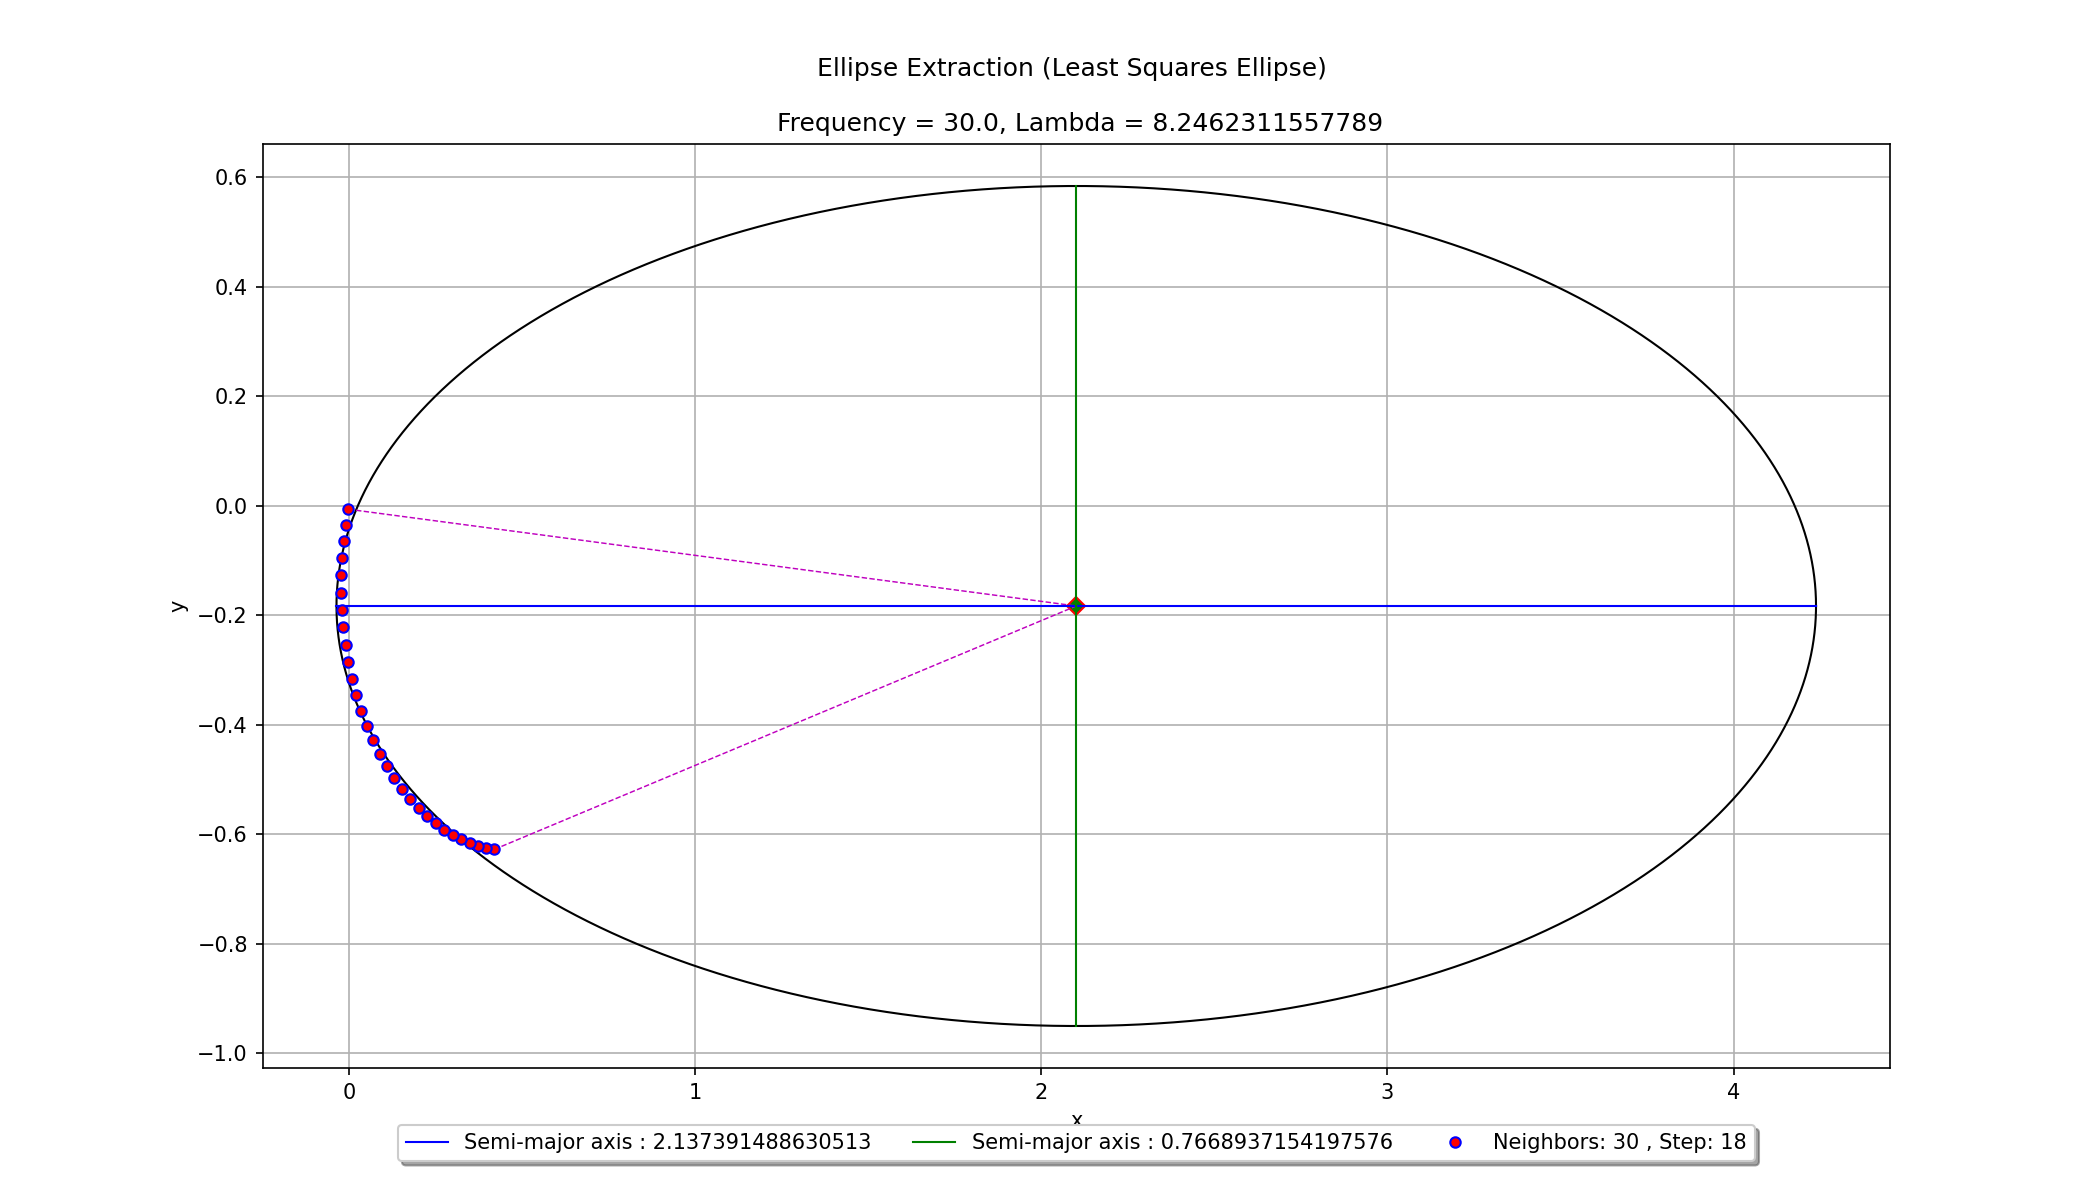 Ellipse Extraction (Least Squares Ellipse)
Frequency = 30.0, Lambda = 8.2462311557789
0.6
0.4
0.2
0.0
−0.2
−0.4
−0.6
−0.8
−1.0
y
0 1 2 3 4
x
Semi-major axis : 2.137391488630513 Semi-major axis : 0.7668937154197576 Neighbors: 30 , Step: 18